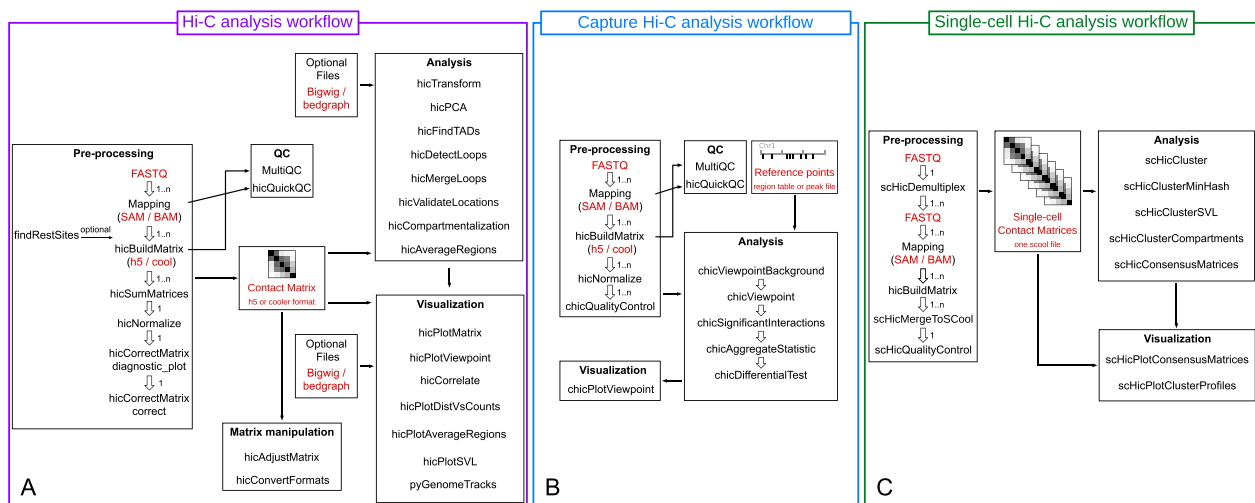 Hi-C analysis workflow
Optional
Files
Bigwig /
bedgraph
Analysis
hicTransform
hicPCA
hicFindTADs
hicDetectLoops
hicMergeLoops
hicValidateLocations
hicCompartmentalization
hicAverageRegions
Pre-processing
FASTQ
1..n
Mapping
(SAM / BAM)
1..n
findRestSites
optional
hicBuildMatrix
(h5 / cool)
1..n
hicSumMatrices
1
hicNormalize
1
hicCorrectMatrix
diagnostic_plot
1
hicCorrectMatrix
correct
QC
MultiQC
hicQuickQC
Contact Matrix
h5 or cooler format
Optional
Files
Bigwig /
bedgraph
Visualization
hicPlotMatrix
hicPlotViewpoint
hicCorrelate
hicPlotDistVsCounts
hicPlotAverageRegions
hicPlotSVL
pyGenomeTracks
Matrix manipulation
hicAdjustMatrix
hicConvertFormats
A
Capture Hi-C analysis workflow
Pre-processing
FASTQ
1..n
Mapping
(SAM / BAM)
1..n
hicBuildMatrix
(h5 / cool)
1..n
hicNormalize
1..n
chicQualityControl
QC
MultiQC
hicQuickQC
Chr1
Reference points
region table or peak file
Analysis
chicViewpointBackground
chicViewpoint
chicSignificantInteractions
chicAggregateStatistic
chicDifferentialTest
Visualization
chicPlotViewpoint
B
Single-cell Hi-C analysis workflow
Pre-processing
FASTQ
1
scHicDemultiplex
1..n
FASTQ
1..n
Mapping
(SAM / BAM)
1..n
hicBuildMatrix
1..n
scHicMergeToSCool
1
scHicQualityControl
Single-cell
Contact Matrices
one scool file
Analysis
scHicCluster
scHicClusterMinHash
scHicClusterSVL
scHicClusterCompartments
scHicConsensusMatrices
Visualization
scHicPlotConsensusMatrices
scHicPlotClusterProfiles
C